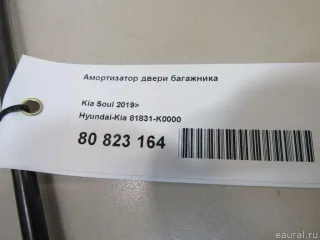 Амортизатор двери багажника
Kia Soul 2019>
Hyundai-Kia 81831-K0000
80 823 164
eaural.ru